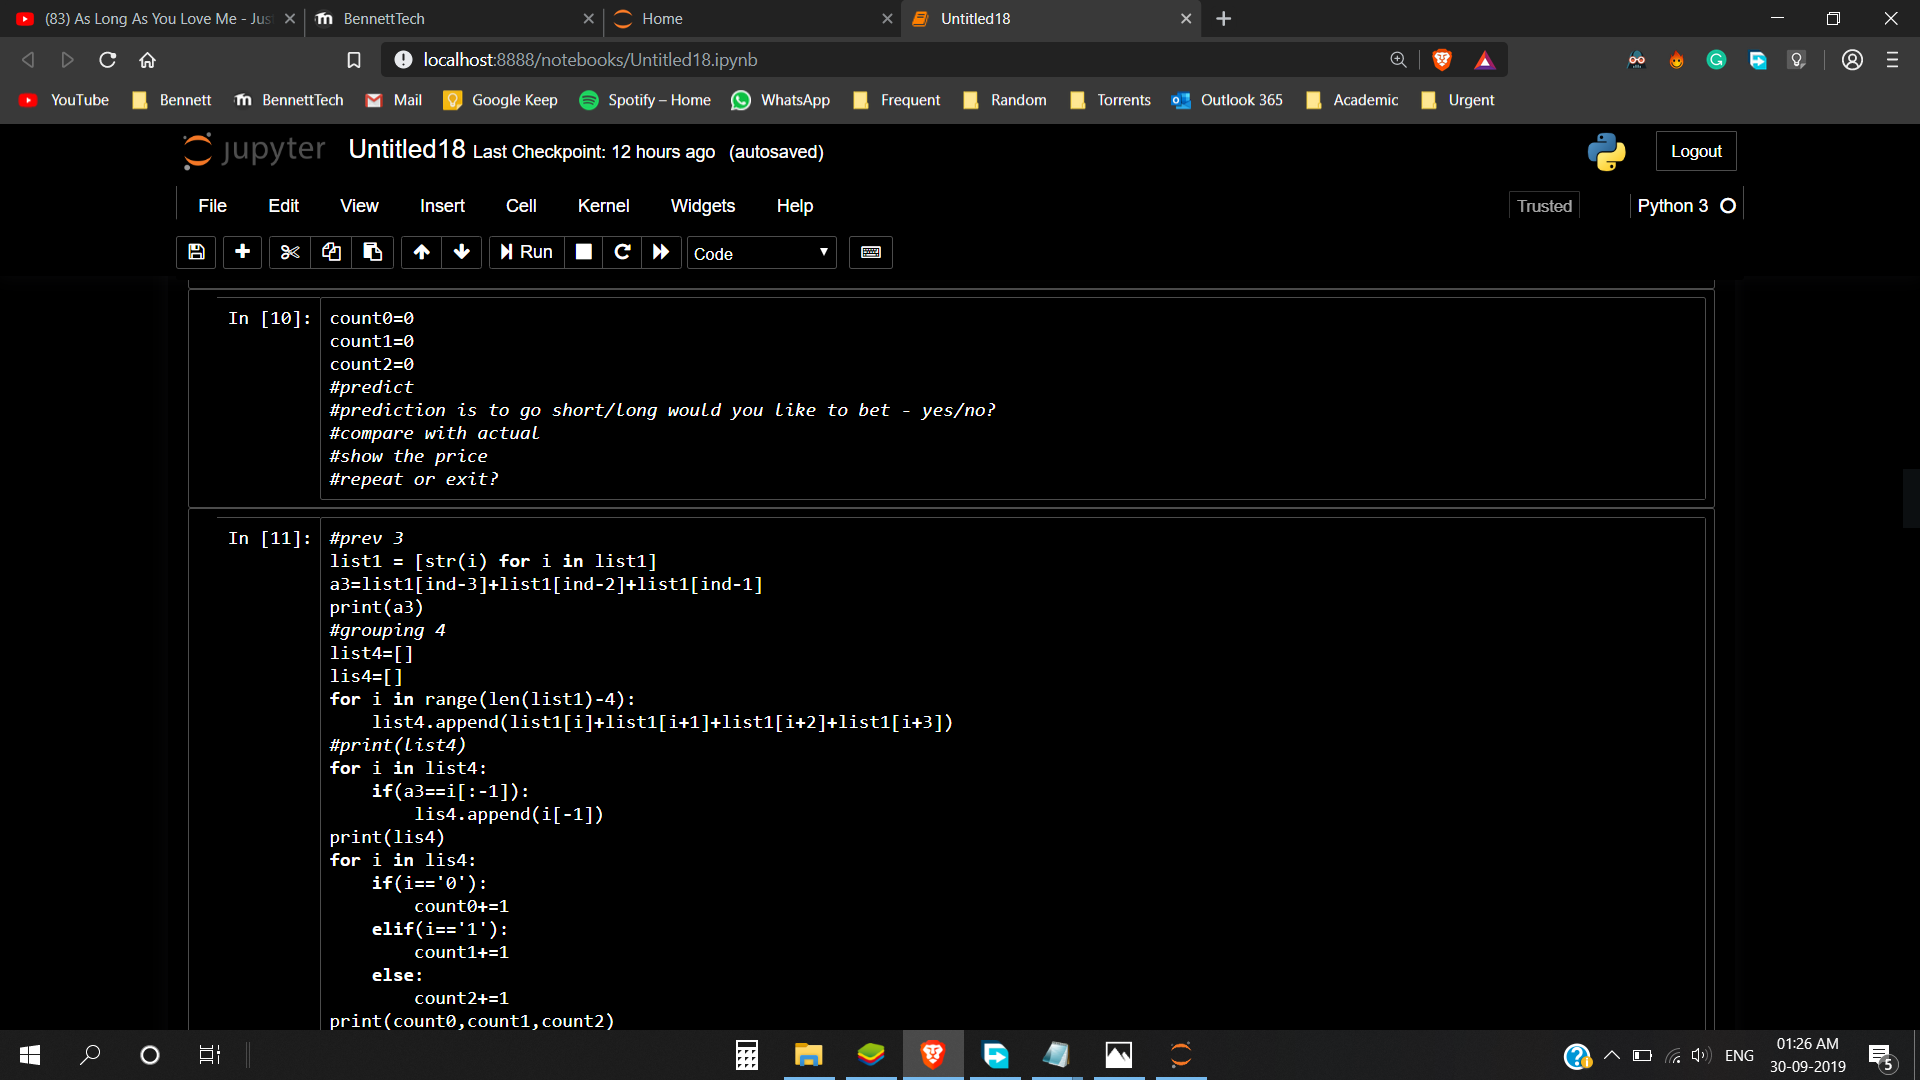 (83) As Long As You Love Me - Jus
BennettTech
Home
Untitled18
localhost:8888/notebooks/Untitled18.ipynb
YouTube
Bennett
BennettTech
Mail
Google Keep
Spotify – Home
WhatsApp
Frequent
Random
Torrents
Outlook 365
Academic
Urgent
jupyter
Untitled18 Last Checkpoint: 12 hours ago (autosaved)
Logout
File
Edit
View
Insert
Cell
Kernel
Widgets
Help
Trusted
Python 3
Run
Code
In [10]:
count0=0
count1=0
count2=0
#predict
#prediction is to go short/long would you like to bet - yes/no?
#compare with actual
#show the price
#repeat or exit?
In [11]:
#prev 3
list1 = [str(i) for i in list1]
a3=list1[ind-3]+list1[ind-2]+list1[ind-1]
print(a3)
#grouping 4
list4=[]
lis4=[]
for i in range(len(list1)-4):
    list4.append(list1[i]+list1[i+1]+list1[i+2]+list1[i+3])
#print(list4)
for i in list4:
    if(a3==i[:-1]):
        lis4.append(i[-1])
print(lis4)
for i in lis4:
    if(i=='0'):
        count0+=1
    elif(i=='1'):
        count1+=1
    else:
        count2+=1
print(count0,count1,count2)
ENG
01:26 AM
30-09-2019
5